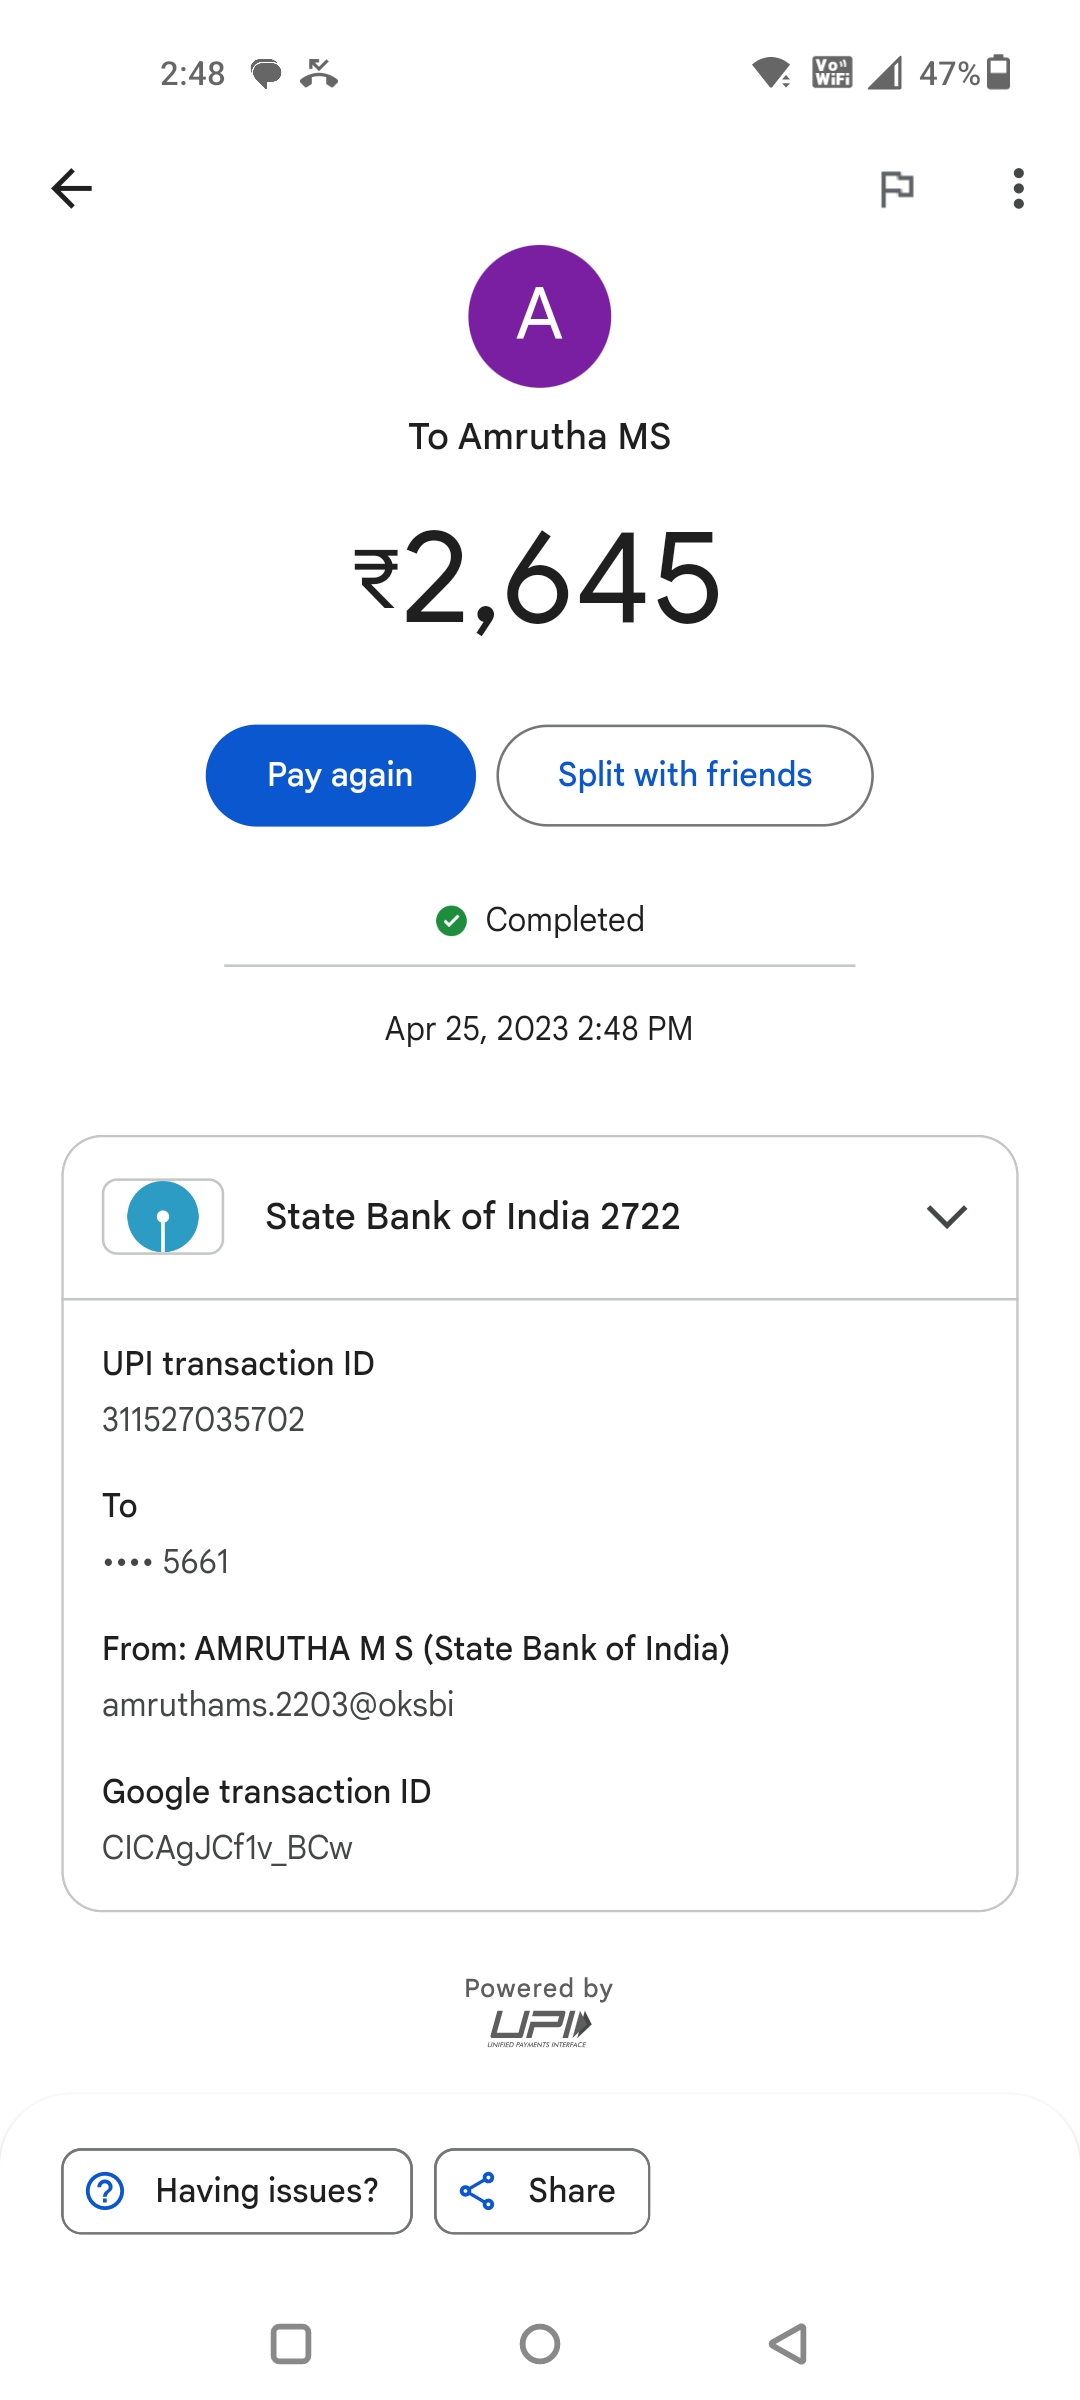 2:48
Vo
WiFi
47%
A
To Amrutha MS
₹2,645
Pay again
Split with friends
Completed
Apr 25, 2023 2:48 PM
State Bank of India 2722
UPI transaction ID
311527035702
To
•••• 5661
From: AMRUTHA M S (State Bank of India)
amruthams.2203@oksbi
Google transaction ID
CICAgJCf1v_BCw
Powered by
UPI
UNIFIED PAYMENTS INTERFACE
Having issues?
Share